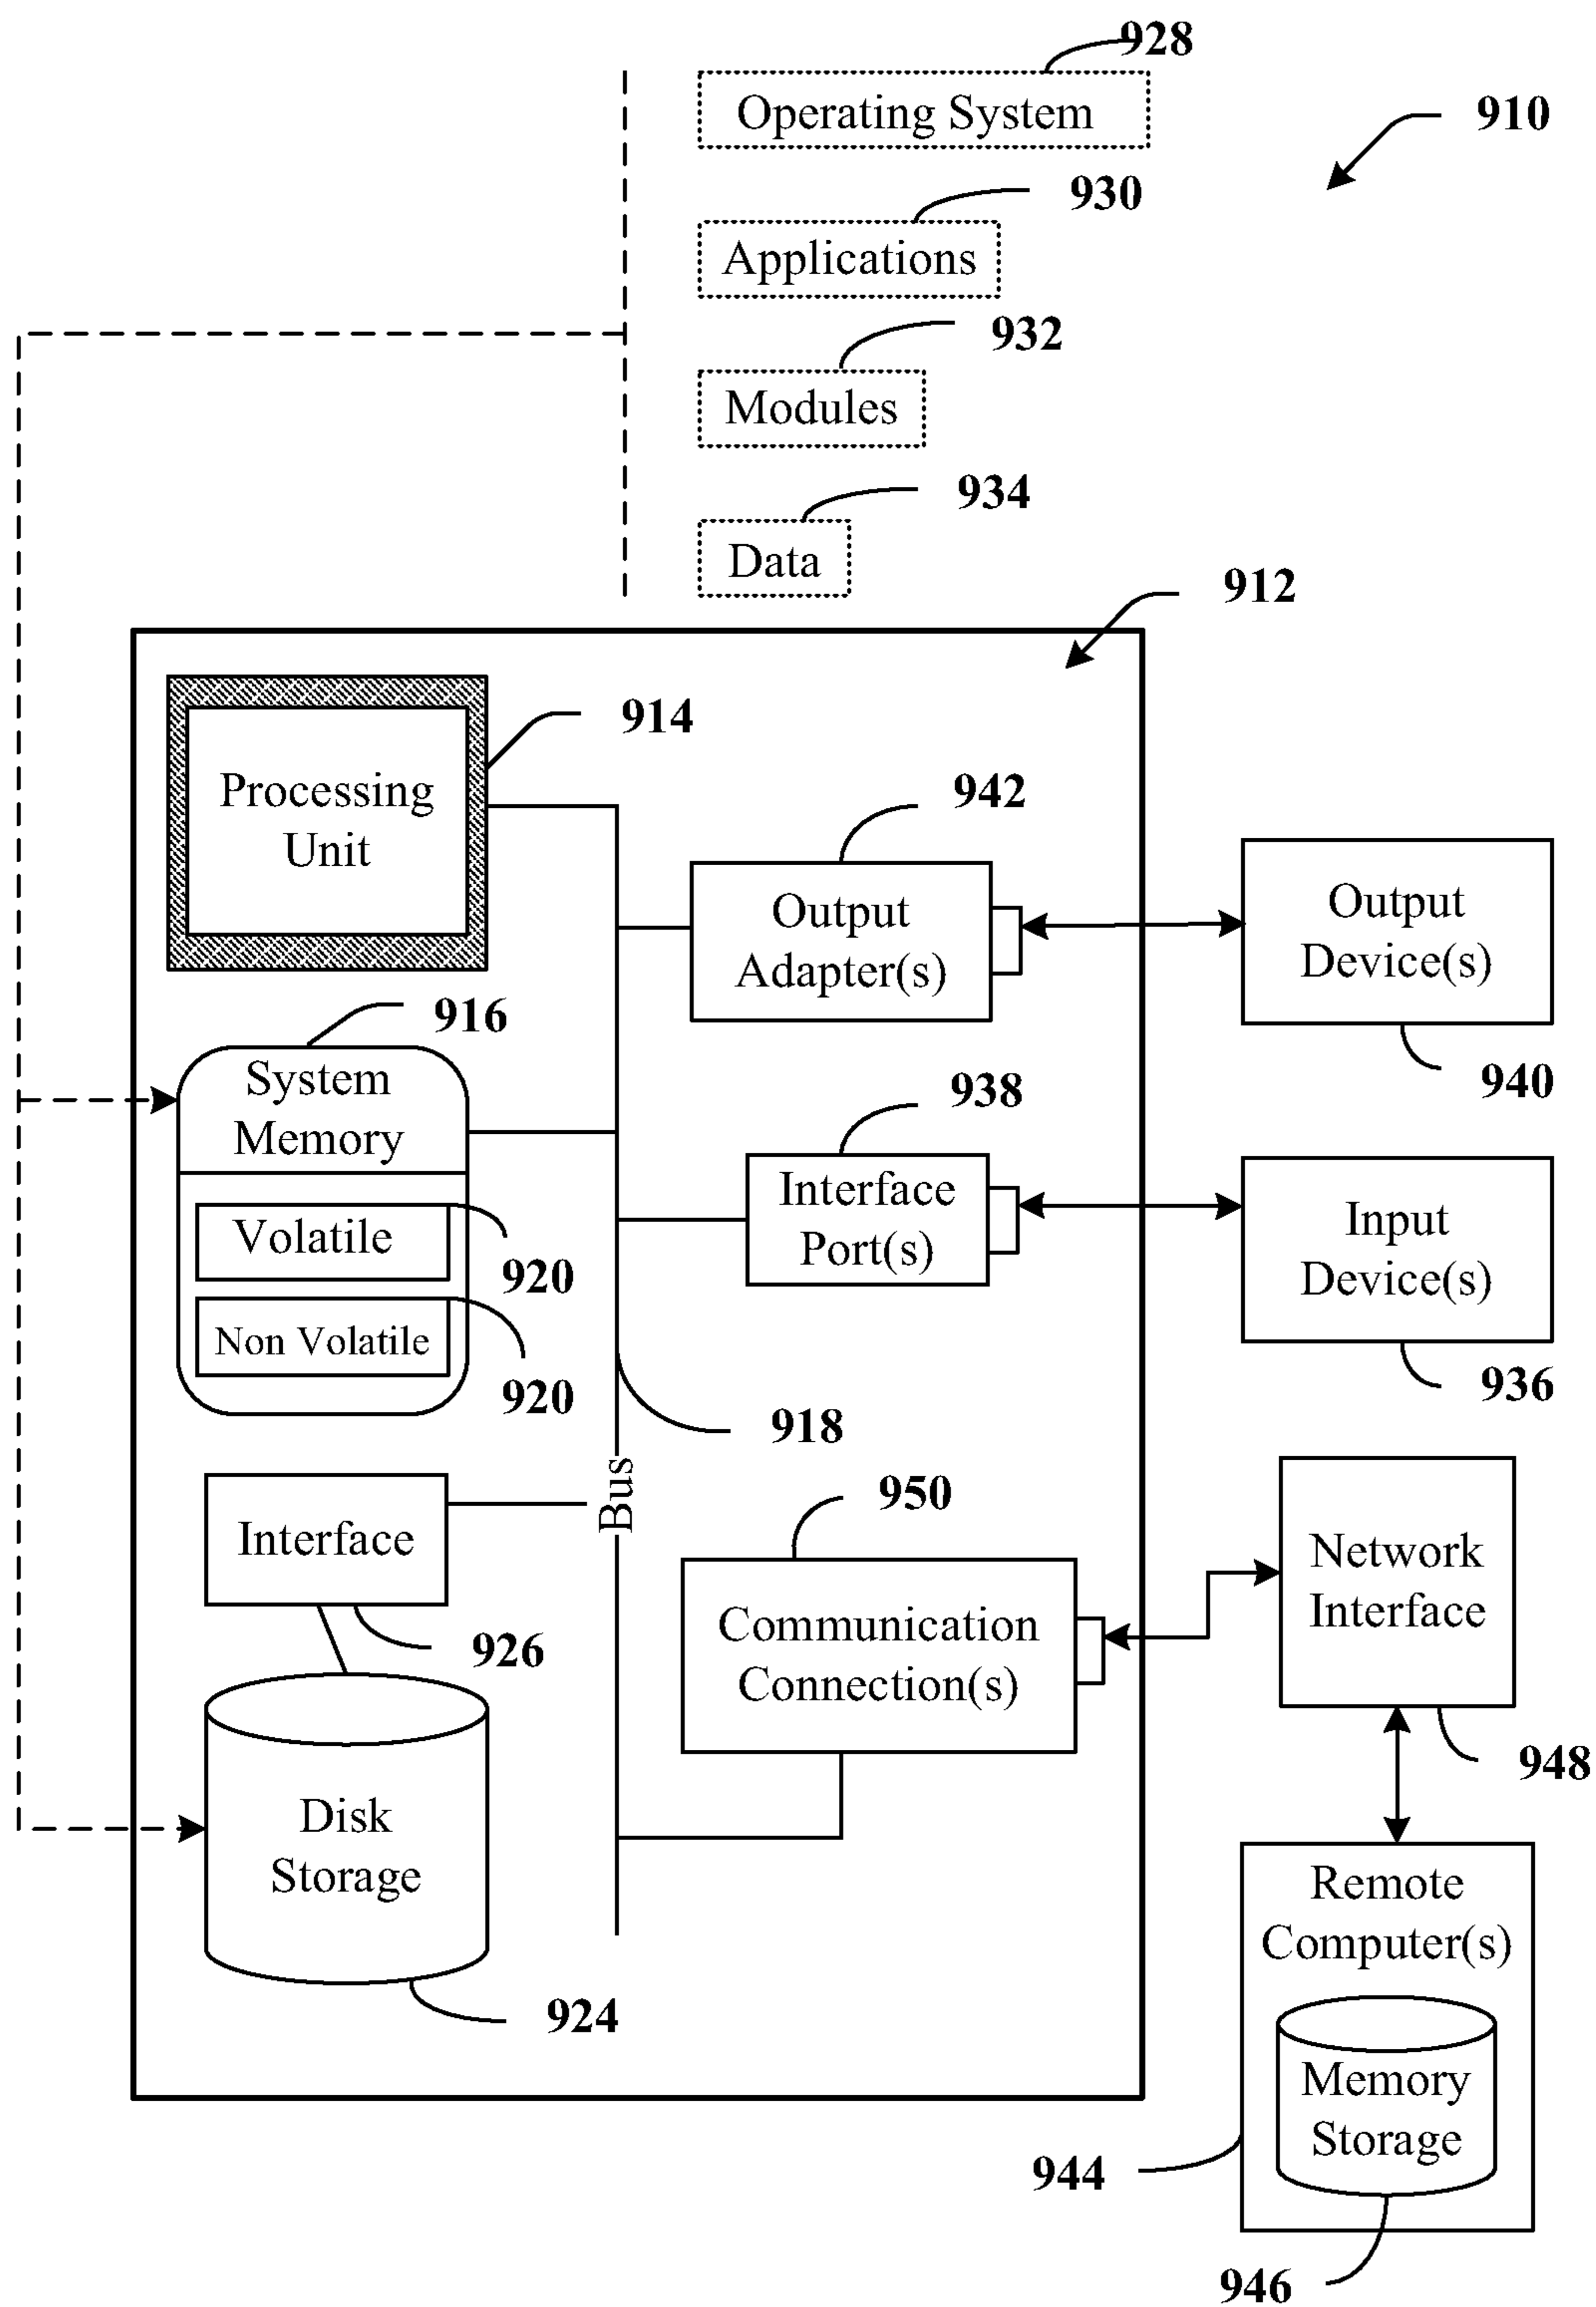 928
Operating System
910
930
Applications
932
Modules
934
Data
912
914
Processing
Unit
942
Output
Adapter(s)
Output
Device(s)
940
916
System
Memory
938
Interface
Port(s)
Input
Device(s)
936
Volatile
920
Non Volatile
920
918
Bus
Interface
926
950
Communication
Connection(s)
Network
Interface
948
Disk
Storage
924
Remote
Computer(s)
Memory
Storage
944
946